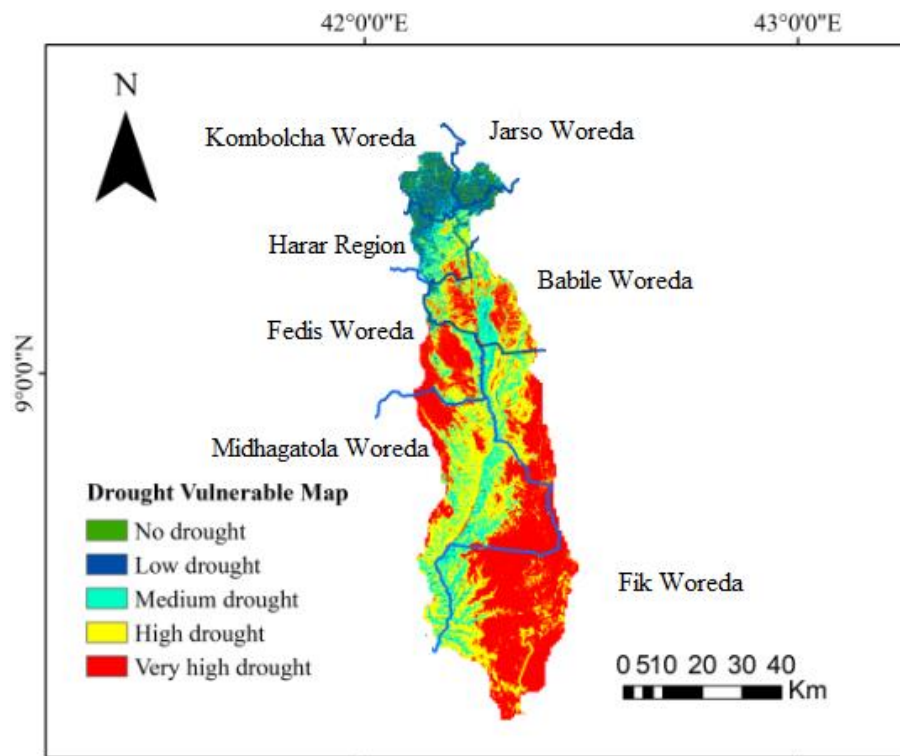 42°0'0"E
43°0'0"E
N
Kombolcha Woreda
Jarso Woreda
Harar Region
Babile Woreda
Fedis Woreda
9°0'0"N
Midhagatola Woreda
Drought Vulnerable Map
No drought
Low drought
Medium drought
High drought
Very high drought
Fik Woreda
0 510 20 30 40
Km